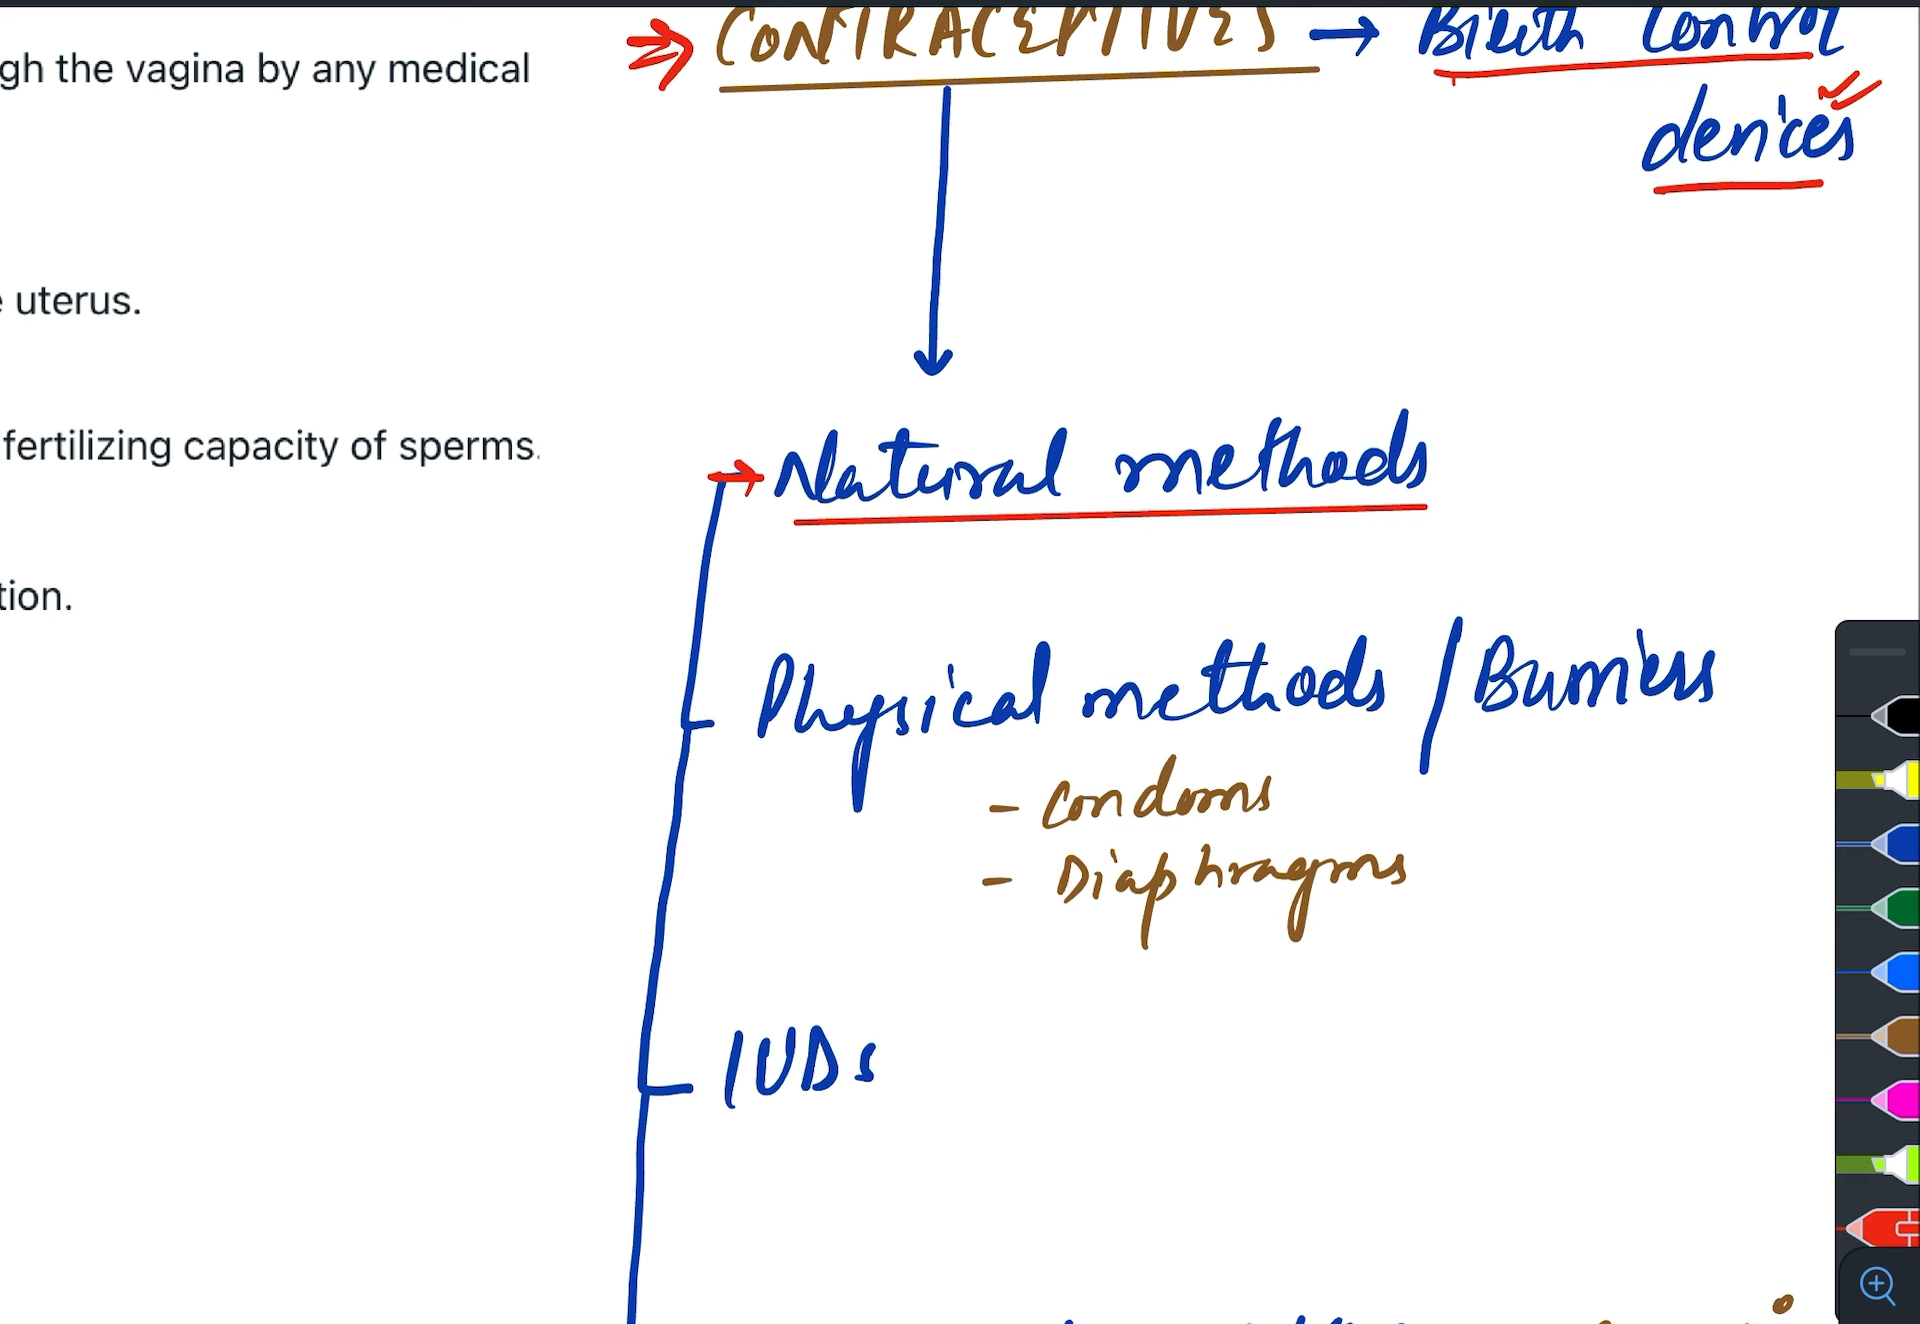 gh the vagina by any medical
CONTRACEPTIVES → Birth Control
devices
uterus.
fertilizing capacity of sperms.
→ Natural methods
tion.
Physical methods / Barriers
- Condoms
- Diaphragms
IUDs